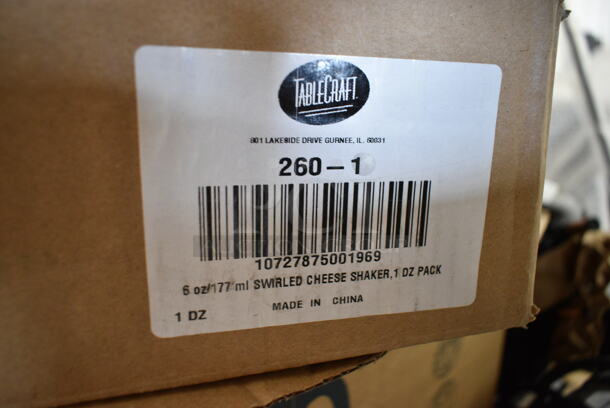 TABLECRAFT
801 LAKESIDE DRIVE GURNEE, IL. 60031
260-1
10727875001969
6 oz/177 ml SWIRLED CHEESE SHAKER, 1 DZ PACK
1 DZ
MADE IN CHINA